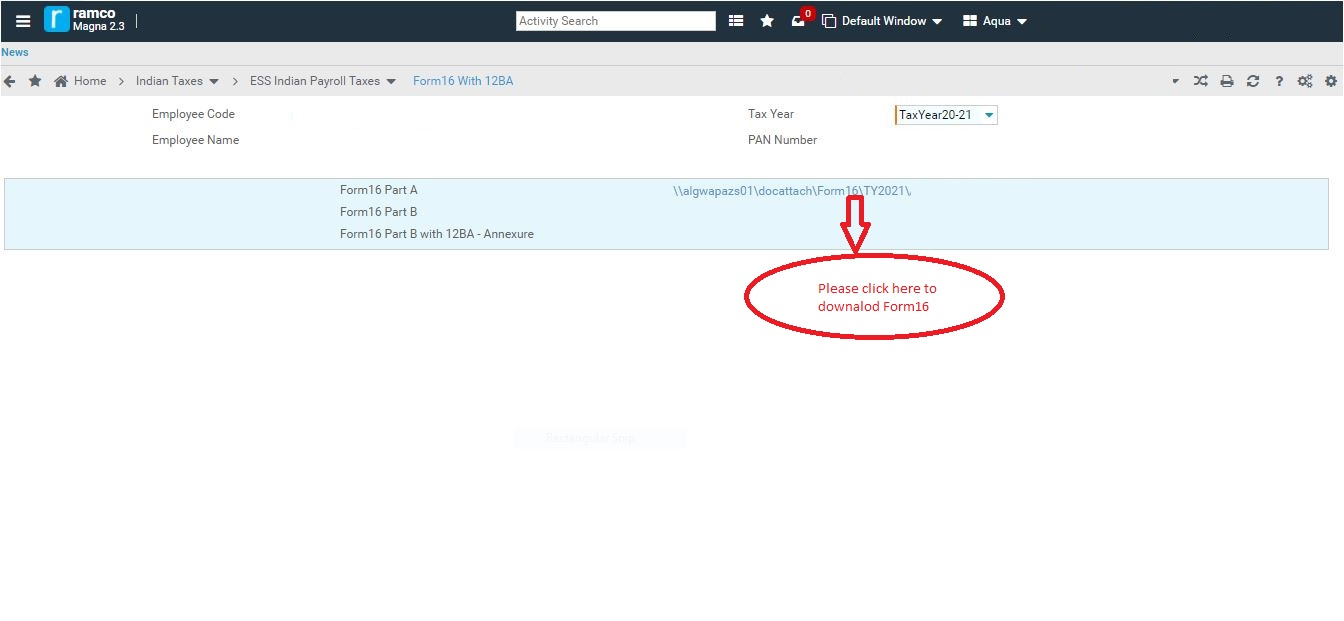 ramco
Magna 2.3
Activity Search
0
Default Window
Aqua
News
Home > Indian Taxes > ESS Indian Payroll Taxes Form16 With 12BA
?
Employee Code
Tax Year
TaxYear20-21
Employee Name
PAN Number
Form16 Part A
\\algwapazs01\docattach\Form16\TY2021\
Form16 Part B
Form16 Part B with 12BA - Annexure
Please click here to
downalod Form16
Rectangular Snip